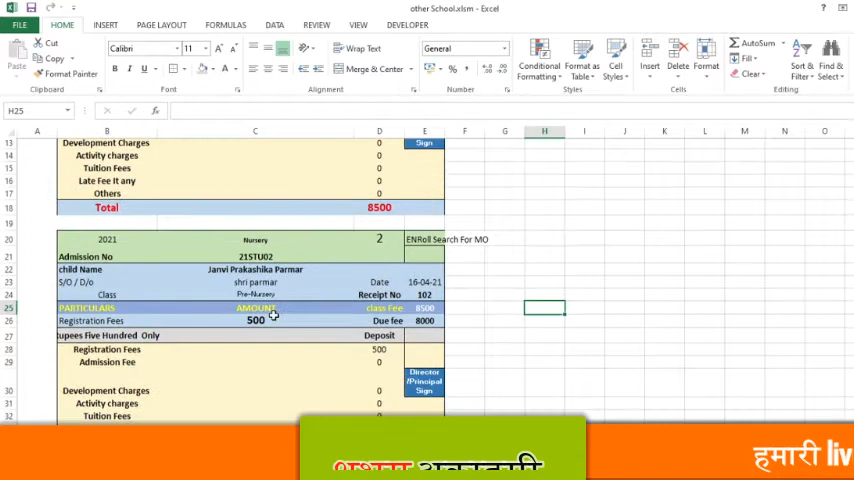 other School.xlsm - Excel
FILE HOME INSERT PAGE LAYOUT FORMULAS DATA REVIEW VIEW DEVELOPER
Paste Cut Copy Format Painter Clipboard
Calibri 11 B I U A A Font
Wrap Text Merge & Center Alignment
General % , Number
Conditional Formatting Format as Table Cell Styles Styles
Insert Delete Format Cells
AutoSum Fill Clear Sort & Filter Find & Select Editing
H25 fx
A B C D E F G H I J K L M N O
13 Development Charges 0 Sign
14 Activity charges 0
15 Tuition Fees 0
16 Late Fee It any 0
17 Others 0
18 Total 8500
19
20 2021 Nursery 2 ENRoll Search For MO
21 Admission No 21STU02
22 child Name Janvi Prakashika Parmar
23 S/O / D/o shri parmar Date 16-04-21
24 Class Pre-Nursery Receipt No 102
25 PARTICULARS AMOUNT class Fee 8500
26 Registration Fees 500 Due fee 8000
27 tupees Five Hundred Only Deposit
28 Registration Fees 500
29 Admission Fee 0
Director
/Principal
30 Development Charges 0 Sign
31 Activity charges 0
32 Tuition Fees 0
हमारी liv